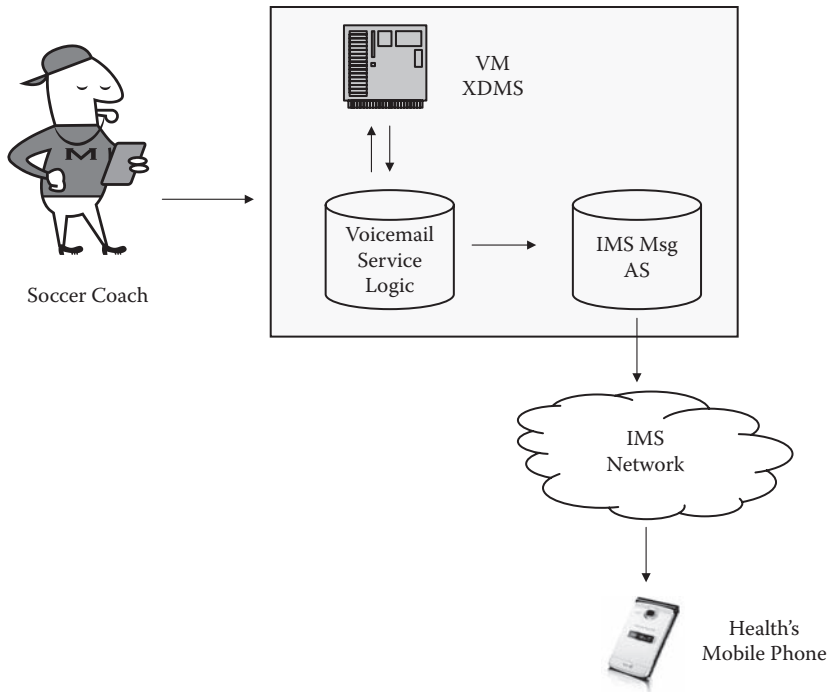 VM
XDMS
M
Voicemail
Service
Logic
IMS Msg
AS
Soccer Coach
IMS
Network
Health's
Mobile Phone